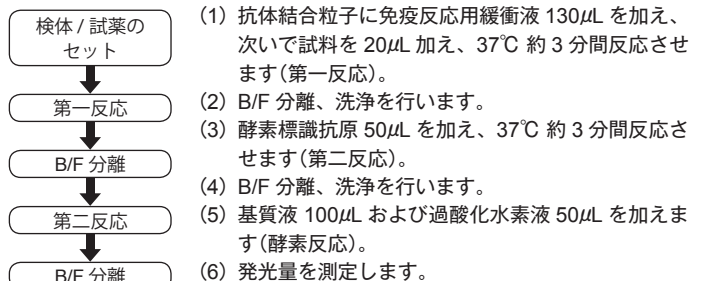 検体 / 試薬の
セット
第一反応
B/F 分離
第二反応
B/F 分離
(1) 抗体結合粒子に免疫反応用緩衝液 130μL を加え、
次いで試料を 20μL 加え、37℃ 約 3 分間反応させ
ます(第一反応)。
(2) B/F 分離、洗浄を行います。
(3) 酵素標識抗原 50μL を加え、37℃ 約 3 分間反応さ
せます(第二反応)。
(4) B/F 分離、洗浄を行います。
(5) 基質液 100μL および過酸化水素液 50μL を加えま
す(酵素反応)。
(6) 発光量を測定します。